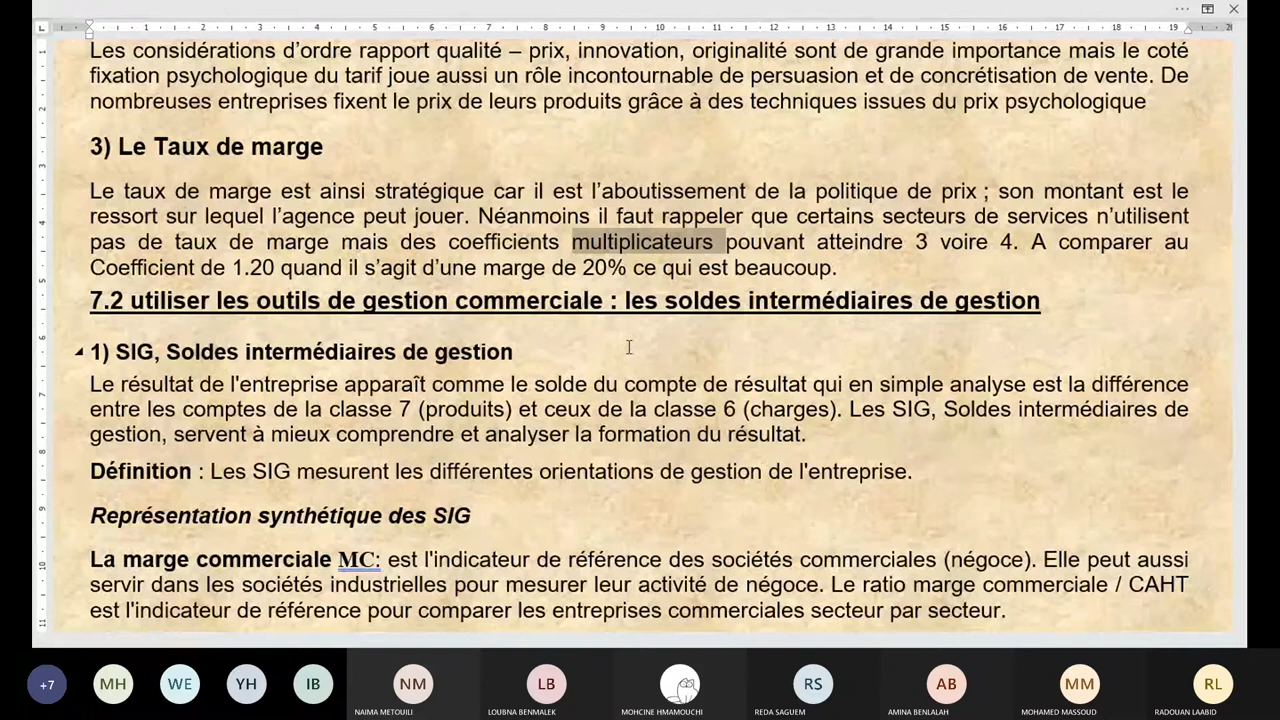 Les considérations d’ordre rapport qualité – prix, innovation, originalité sont de grande importance mais le coté
fixation psychologique du tarif joue aussi un rôle incontournable de persuasion et de concrétisation de vente. De
nombreuses entreprises fixent le prix de leurs produits grâce à des techniques issues du prix psychologique
3) Le Taux de marge
Le taux de marge est ainsi stratégique car il est l’aboutissement de la politique de prix ; son montant est le
ressort sur lequel l’agence peut jouer. Néanmoins il faut rappeler que certains secteurs de services n’utilisent
pas de taux de marge mais des coefficients multiplicateurs pouvant atteindre 3 voire 4. A comparer au
Coefficient de 1.20 quand il s’agit d’une marge de 20% ce qui est beaucoup.
7.2 utiliser les outils de gestion commerciale : les soldes intermédiaires de gestion
1) SIG, Soldes intermédiaires de gestion
Le résultat de l'entreprise apparaît comme le solde du compte de résultat qui en simple analyse est la différence
entre les comptes de la classe 7 (produits) et ceux de la classe 6 (charges). Les SIG, Soldes intermédiaires de
gestion, servent à mieux comprendre et analyser la formation du résultat.
Définition : Les SIG mesurent les différentes orientations de gestion de l'entreprise.
Représentation synthétique des SIG
La marge commerciale MC: est l'indicateur de référence des sociétés commerciales (négoce). Elle peut aussi
servir dans les sociétés industrielles pour mesurer leur activité de négoce. Le ratio marge commerciale / CAHT
est l'indicateur de référence pour comparer les entreprises commerciales secteur par secteur.
+7 MH WE YH IB NM LB RS AB MM RL
NAIMA METOUILI LOUBNA BENMALEK MOHCINE HMAMOUCHI REDA SAGUEM AMINA BENLALAH MOHAMED MASSOUD RADOUAN LAABID